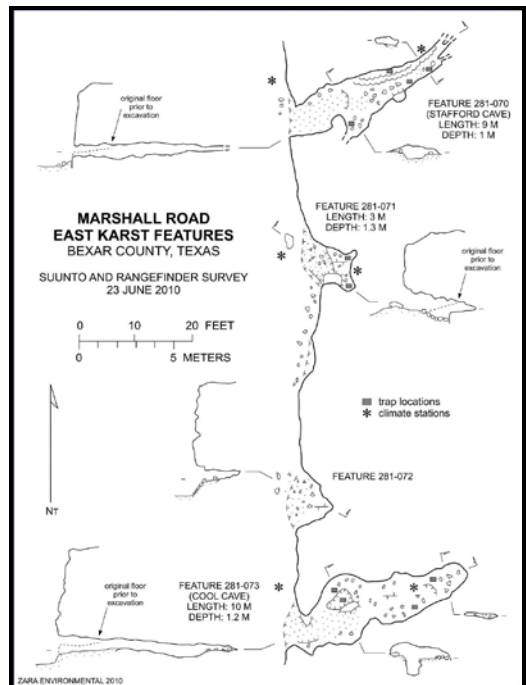 original floor
prior to
excavation
FEATURE 281-070
(STAFFORD CAVE)
LENGTH: 9 M
DEPTH: 1 M
FEATURE 281-071
LENGTH: 3 M
DEPTH: 1.3 M
MARSHALL ROAD
EAST KARST FEATURES
BEXAR COUNTY, TEXAS
SUUNTO AND RANGEFINDER SURVEY
23 JUNE 2010
original floor
prior to
excavation
0 10 20 FEET
0 5 METERS
trap locations
* climate stations
NT
FEATURE 281-072
original floor
prior to
excavation
FEATURE 281-073
(COOL CAVE)
LENGTH: 10 M
DEPTH: 1.2 M
ZARA ENVIRONMENTAL 2010